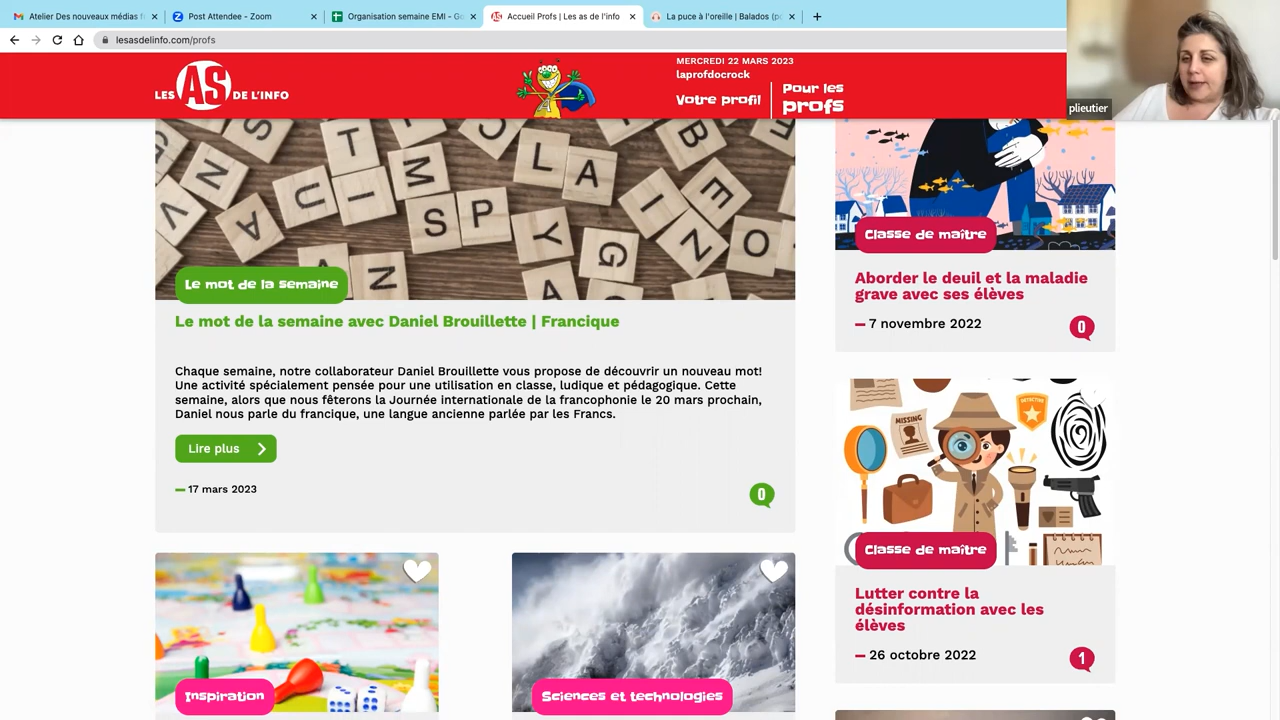 Atelier Des nouveaux médias f
Post Attendee - Zoom
Organisation semaine EMI - Go
Accueil Profs | Les as de l'info
La puce à l'oreille | Balados (po
lesasdelinfo.com/profs
LES AS DE L'INFO
MERCREDI 22 MARS 2023
laprofdocrock
Votre profil
Pour les
profs
plieutier
Le mot de la semaine
Le mot de la semaine avec Daniel Brouillette | Francique
Chaque semaine, notre collaborateur Daniel Brouillette vous propose de découvrir un nouveau mot!
Une activité spécialement pensée pour une utilisation en classe, ludique et pédagogique. Cette
semaine, alors que nous fêterons la Journée internationale de la francophonie le 20 mars prochain,
Daniel nous parle du francique, une langue ancienne parlée par les Francs.
Lire plus
17 mars 2023
0
Inspiration
Sciences et technologies
Classe de maître
Aborder le deuil et la maladie
grave avec ses élèves
7 novembre 2022
0
MISSING
DETECTIVE
Classe de maître
Lutter contre la
désinformation avec les
élèves
26 octobre 2022
1